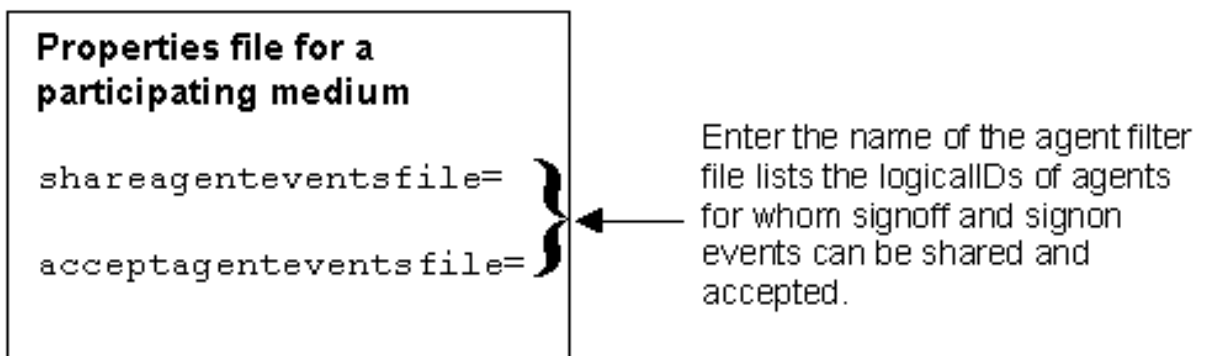 Properties file for a
participating medium
shareagenteventsfile=
acceptagenteventsfile=
Enter the name of the agent filter
file lists the logicalIDs of agents
for whom signoff and signon
events can be shared and
accepted.